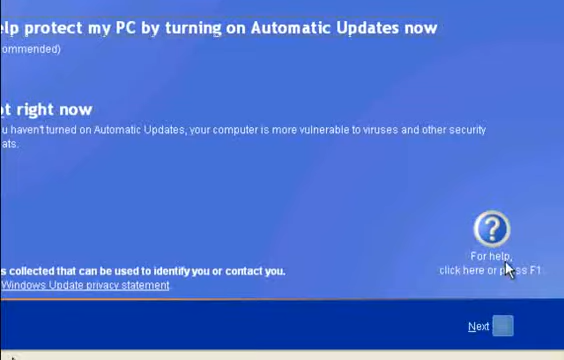 elp protect my PC by turning on Automatic Updates now
ommended)
t right now
u haven't turned on Automatic Updates, your computer is more vulnerable to viruses and other security
ats.
?
For help,
click here or press F1.
s collected that can be used to identify you or contact you.
Windows Update privacy statement.
Next